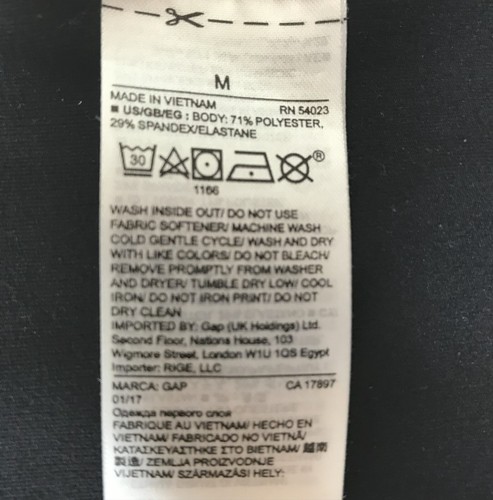 M
MADE IN VIETNAM RN 54023
■ US/GB/EG : BODY: 71% POLYESTER,
29% SPANDEX/ELASTANE
30
®
1166
WASH INSIDE OUT/ DO NOT USE
FABRIC SOFTENER/ MACHINE WASH
COLD GENTLE CYCLE/ WASH AND DRY
WITH LIKE COLORS/ DO NOT BLEACH/
REMOVE PROMPTLY FROM WASHER
AND DRYER/ TUMBLE DRY LOW/ COOL
IRON/ DO NOT IRON PRINT/ DO NOT
DRY CLEAN
IMPORTED BY: Gap (UK Holdings) Ltd.
Second Floor, Nations House, 103
Wigmore Street, London W1U 1QS Egypt
Importer: RIGE, LLC
MARCA: GAP CA 17897
01/17
Одежда первого слоя
FABRIQUE AU VIETNAM/ HECHO EN
VIETNAM/ FABRICADO NO VIETNÃ/
ΚΑΤΑΣΚΕΥΑΣΤΗΚΕ ΣΤΟ ΒΙΕΤΝΑΜ/ 越南
製造/ ZEMLJA PROIZVODNJE
VIJETNAM/ SZÁRMAZÁSI HELY: